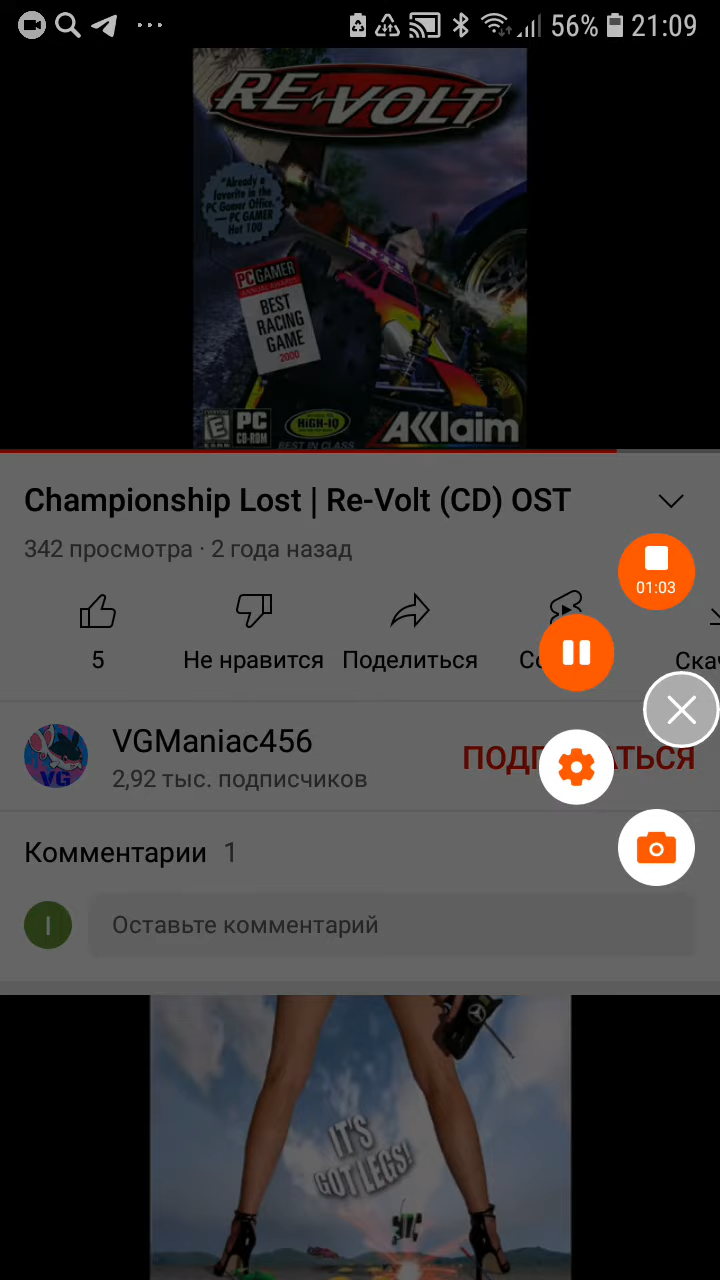 56% 21:09
RE-VOLT
"Already a
favorite in the
PC Gamer Office."
— PC GAMER
Hot 100
MITE
PC GAMER
BEST
RACING
GAME
2000
E
PC
CD-ROM
HiGH-IQ
BEST IN CLASS
AKKlaim
Championship Lost | Re-Volt (CD) OST
342 просмотра · 2 года назад
01:03
5 Не нравится Поделиться
VGManiac456
VG
2,92 тыс. подписчиков
Комментарии 1
I
Оставьте комментарий
IT'S
GOT LEGS!